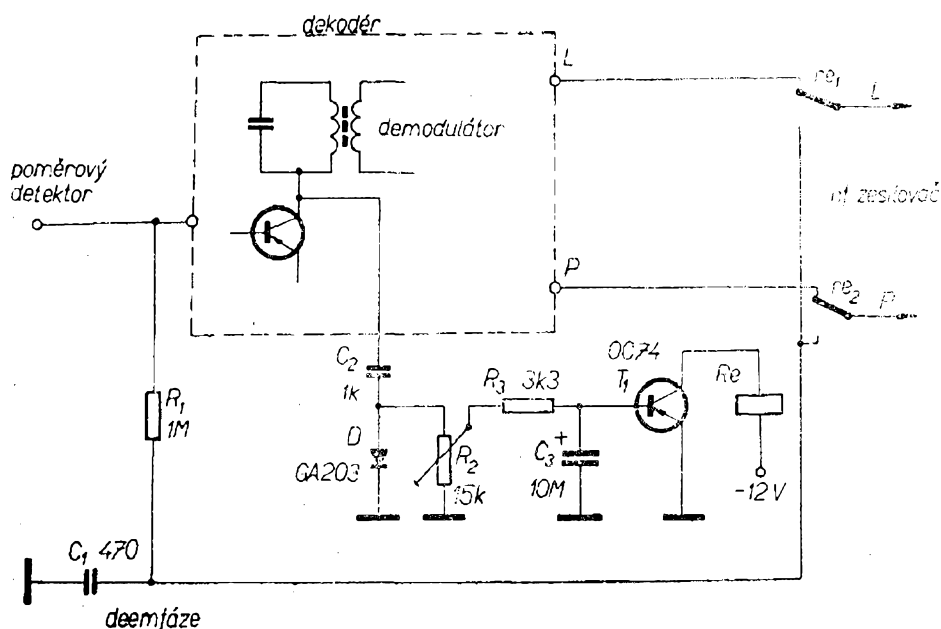 dekodér
L
re₁
L
demodulátor
poměrový
detektor
nf zesilovač
P
re₂
P
C₂
1k
R₃ 3k3
OC74
T₁
Re
R₁
1M
D
GA203
R₂
15k
C₃ +
10M
-12V
C₁ 470
deemfáze